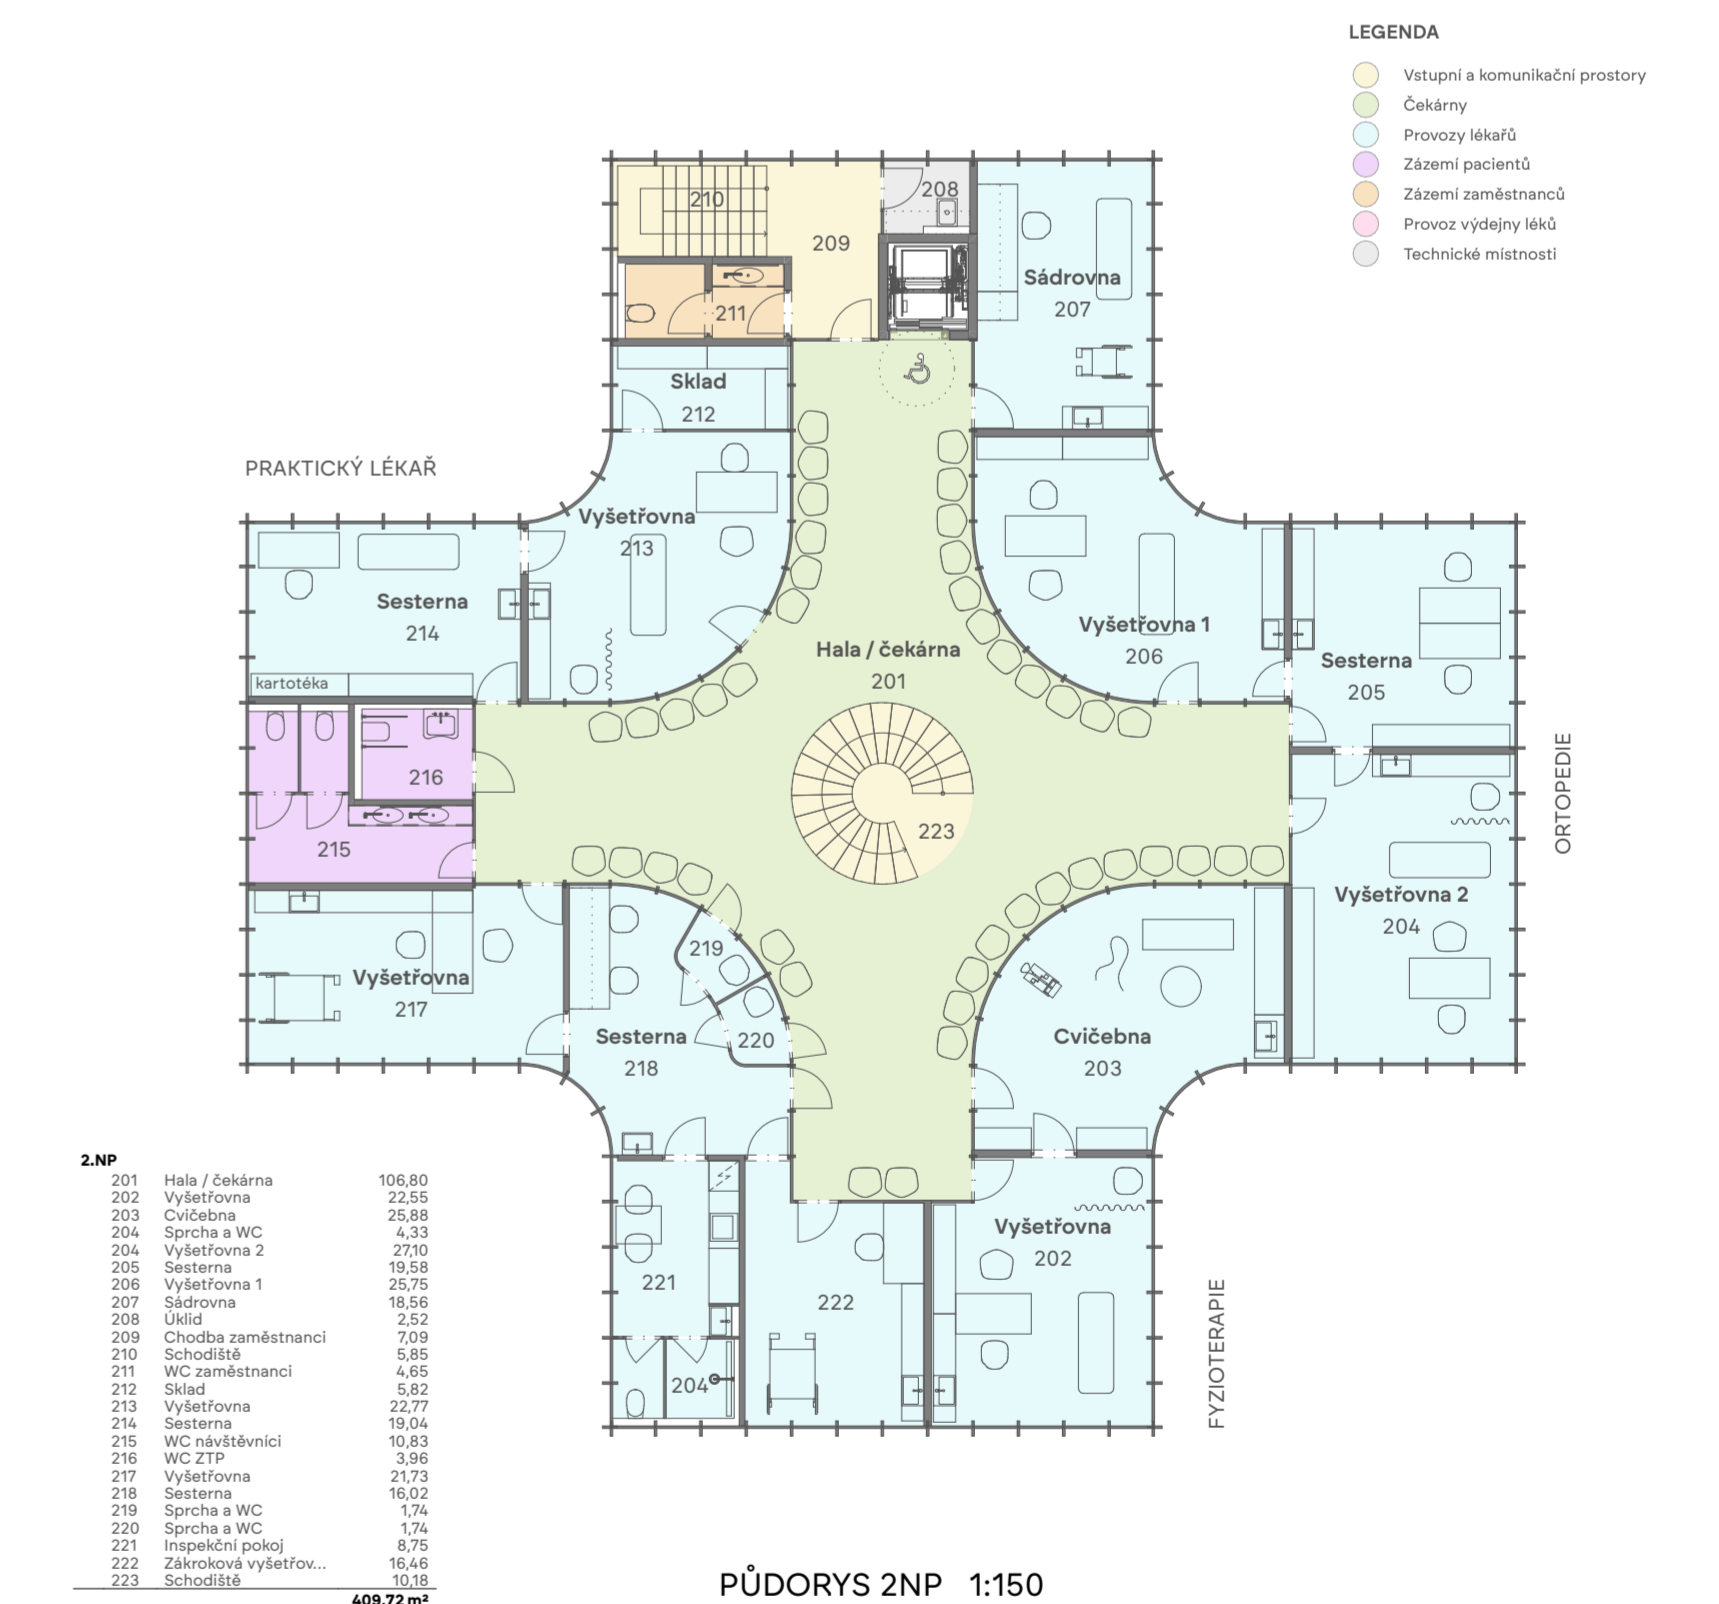 LEGENDA
Vstupní a komunikační prostory
Čekárny
Provozy lékařů
Zázemí pacientů
Zázemí zaměstnanců
Provoz výdejny léků
Technické místnosti
210
208
209
211
Sádrovna
207
Sklad
212
PRAKTICKÝ LÉKAŘ
Vyšetřovna
213
Sesterna
214
kartotéka
Hala / čekárna
201
Vyšetřovna 1
206
Sesterna
205
216
215
223
ORTOPEDIE
Vyšetřovna 2
204
Vyšetřovna
217
219
220
Sesterna
218
Cvičebna
203
221
222
204
Vyšetřovna
202
FYZIOTERAPIE
2.NP
201 Hala / čekárna 106,80
202 Vyšetřovna 22,55
203 Cvičebna 25,88
204 Sprcha a WC 4,33
204 Vyšetřovna 2 27,10
205 Sesterna 19,58
206 Vyšetřovna 1 25,75
207 Sádrovna 18,56
208 Úklid 2,52
209 Chodba zaměstnanci 7,09
210 Schodiště 5,85
211 WC zaměstnanci 4,65
212 Sklad 5,82
213 Vyšetřovna 22,77
214 Sesterna 19,04
215 WC návštěvníci 10,83
216 WC ZTP 3,96
217 Vyšetřovna 21,73
218 Sesterna 16,02
219 Sprcha a WC 1,74
220 Sprcha a WC 1,74
221 Inspekční pokoj 8,75
222 Zákroková vyšetřov... 16,46
223 Schodiště 10,18
409,72 m²
PŮDORYS 2NP 1:150